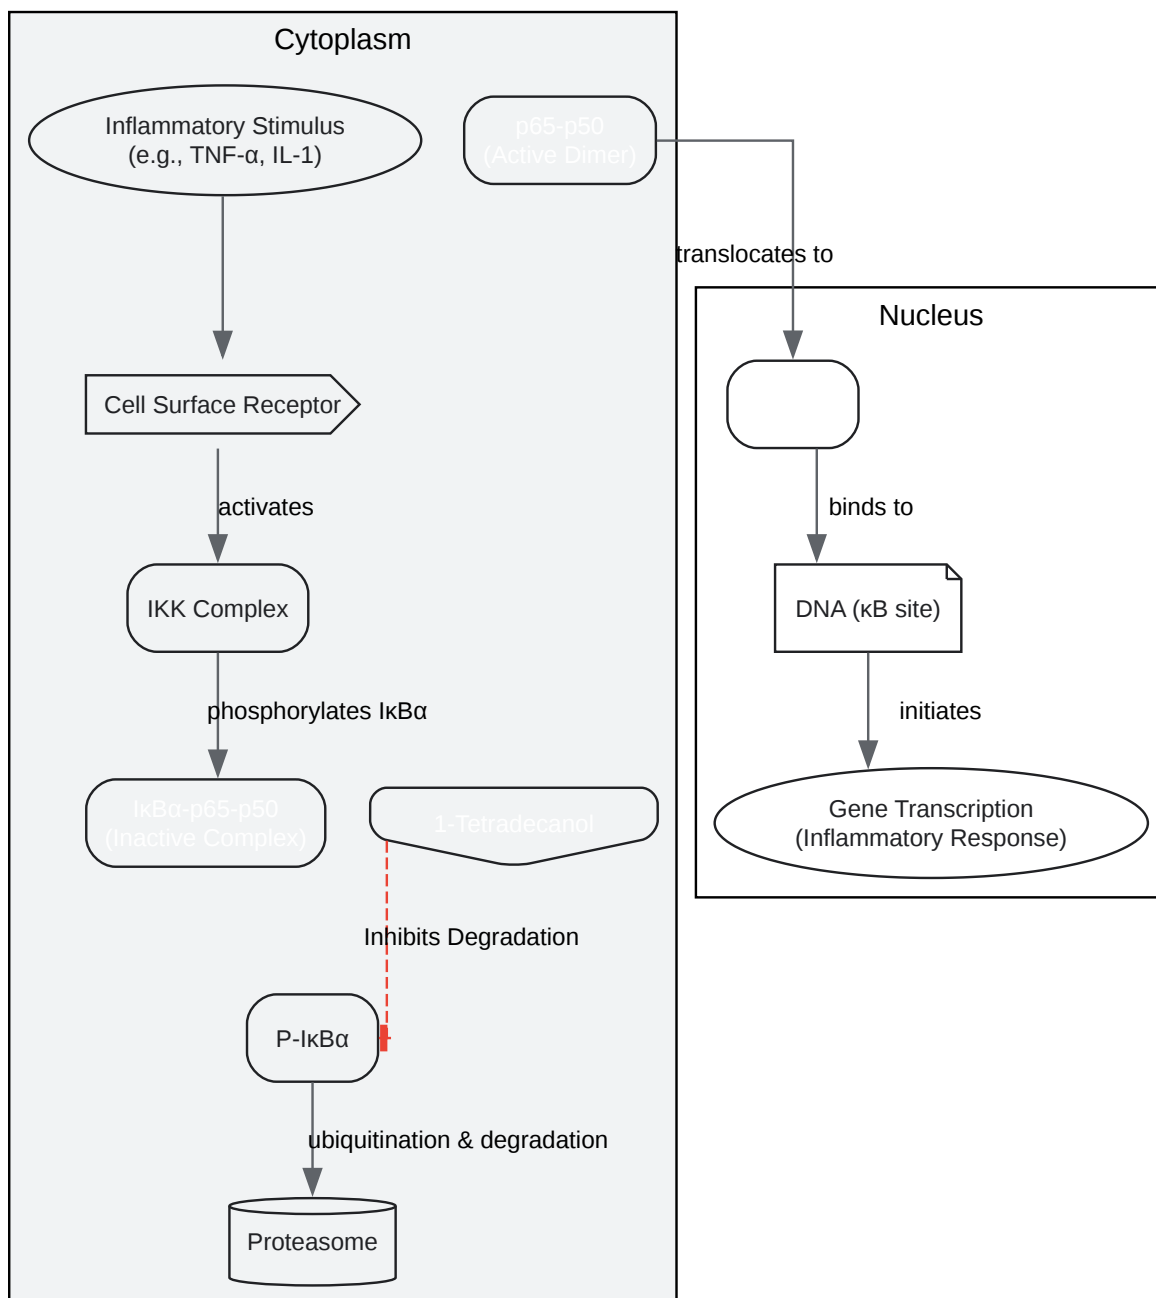 Cytoplasm
Inflammatory Stimulus
(e.g., TNF-α, IL-1)
p65-p50
(Active Dimer)
translocates to
Nucleus
Cell Surface Receptor
activates
binds to
IKK Complex
DNA (κB site)
phosphorylates IκBα
initiates
IκBα-p65-p50
(Inactive Complex)
1-Tetradecanol
Gene Transcription
(Inflammatory Response)
Inhibits Degradation
P-IκBα
ubiquitination & degradation
Proteasome